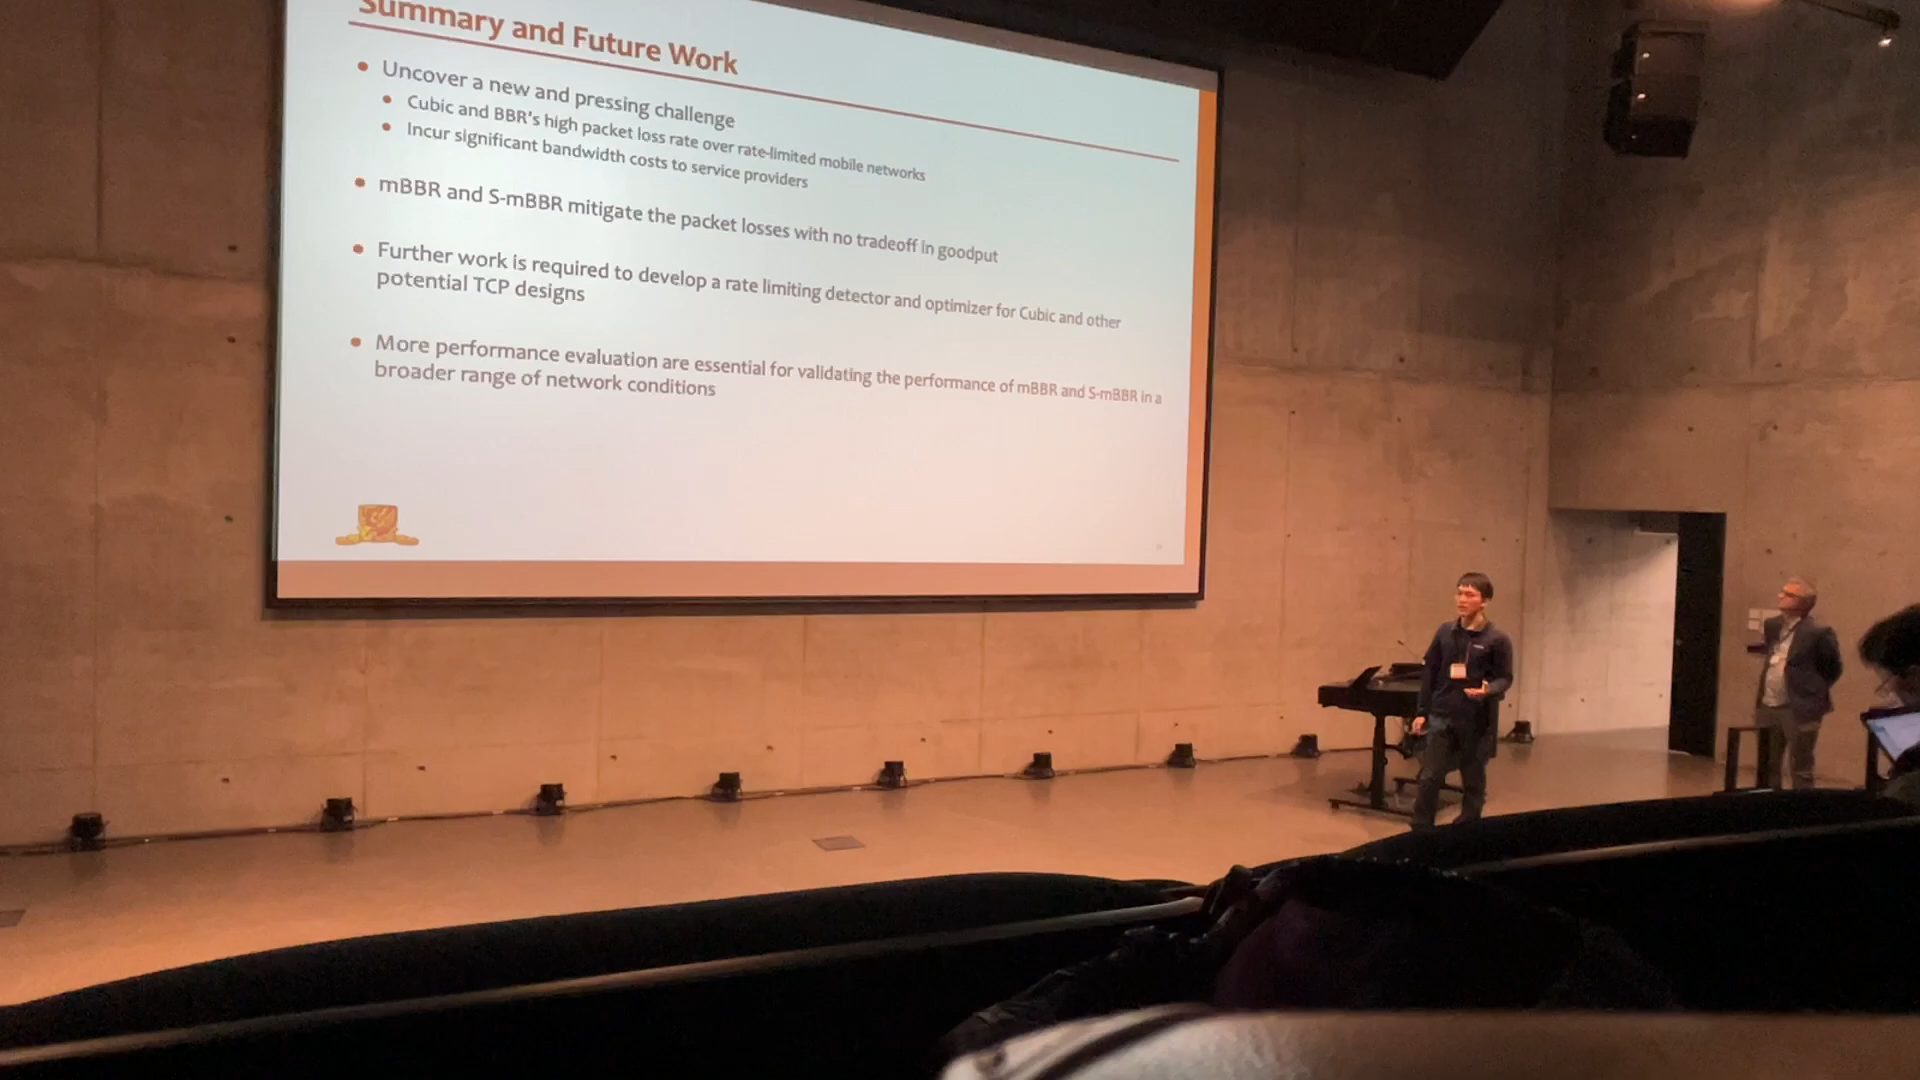 Summary and Future Work
Uncover a new and pressing challenge
Cubic and BBR's high packet loss rate over rate-limited mobile networks
Incur significant bandwidth costs to service providers
mBBR and S-mBBR mitigate the packet losses with no tradeoff in goodput
Further work is required to develop a rate limiting detector and optimizer for Cubic and other
potential TCP designs
More performance evaluation are essential for validating the performance of mBBR and S-mBBR in a
broader range of network conditions